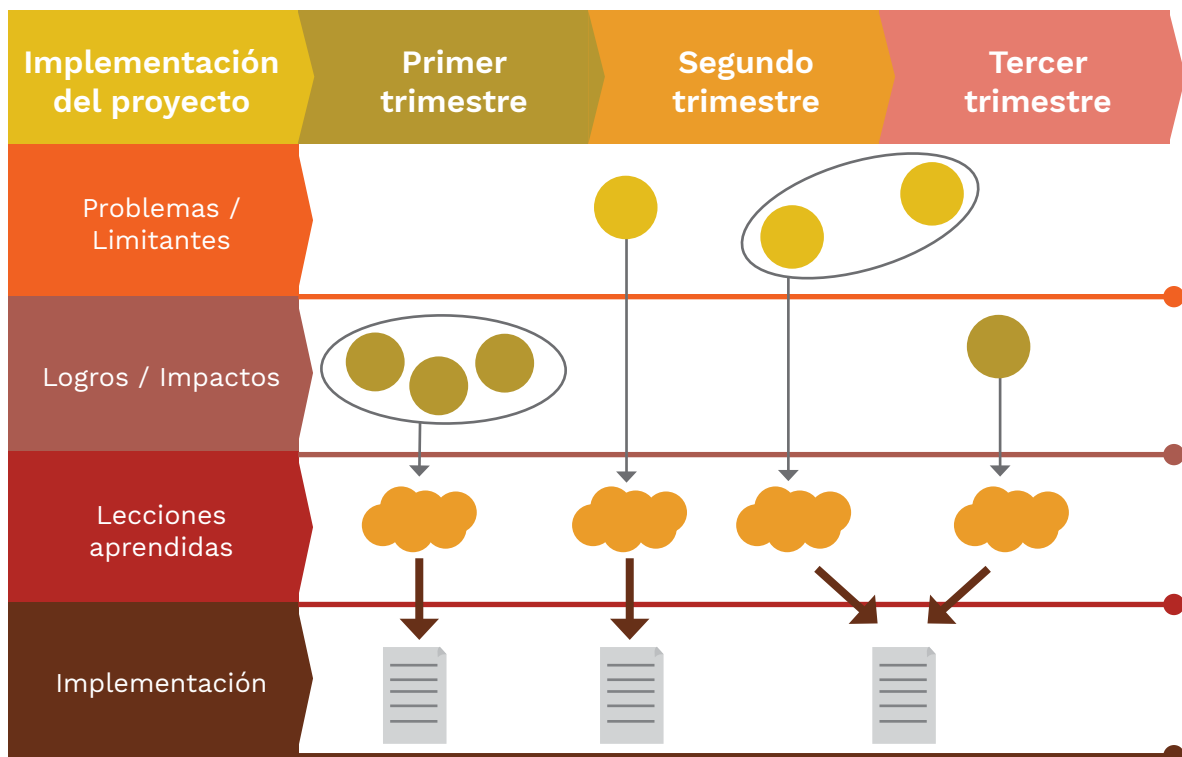 Implementación
del proyecto
Primer
trimestre
Segundo
trimestre
Tercer
trimestre
Problemas /
Limitantes
Logros / Impactos
Lecciones
aprendidas
Implementación